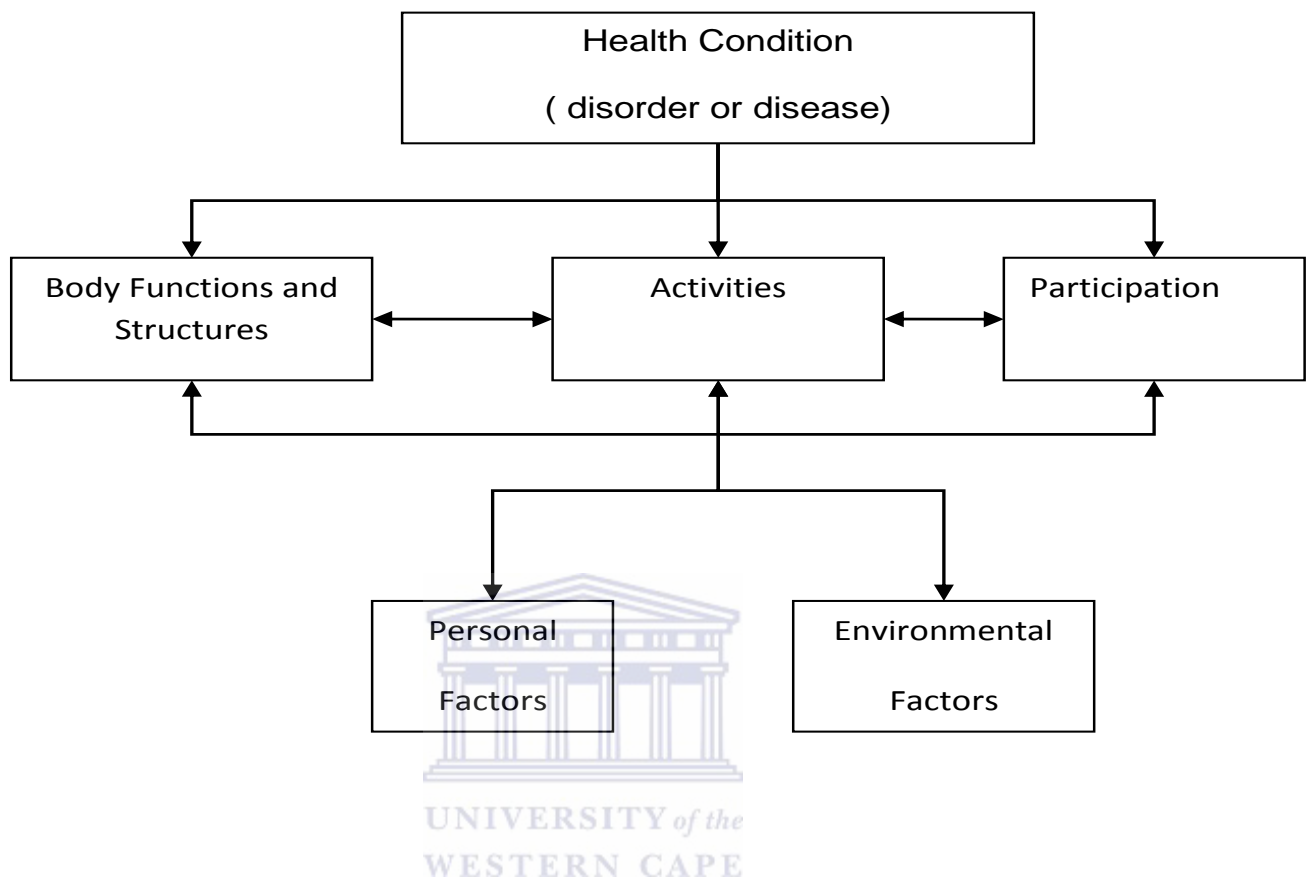 Health Condition
( disorder or disease)
Body Functions and
Structures
Activities
Participation
Personal
Factors
Environmental
Factors
UNIVERSITY of the
WESTERN CAPE